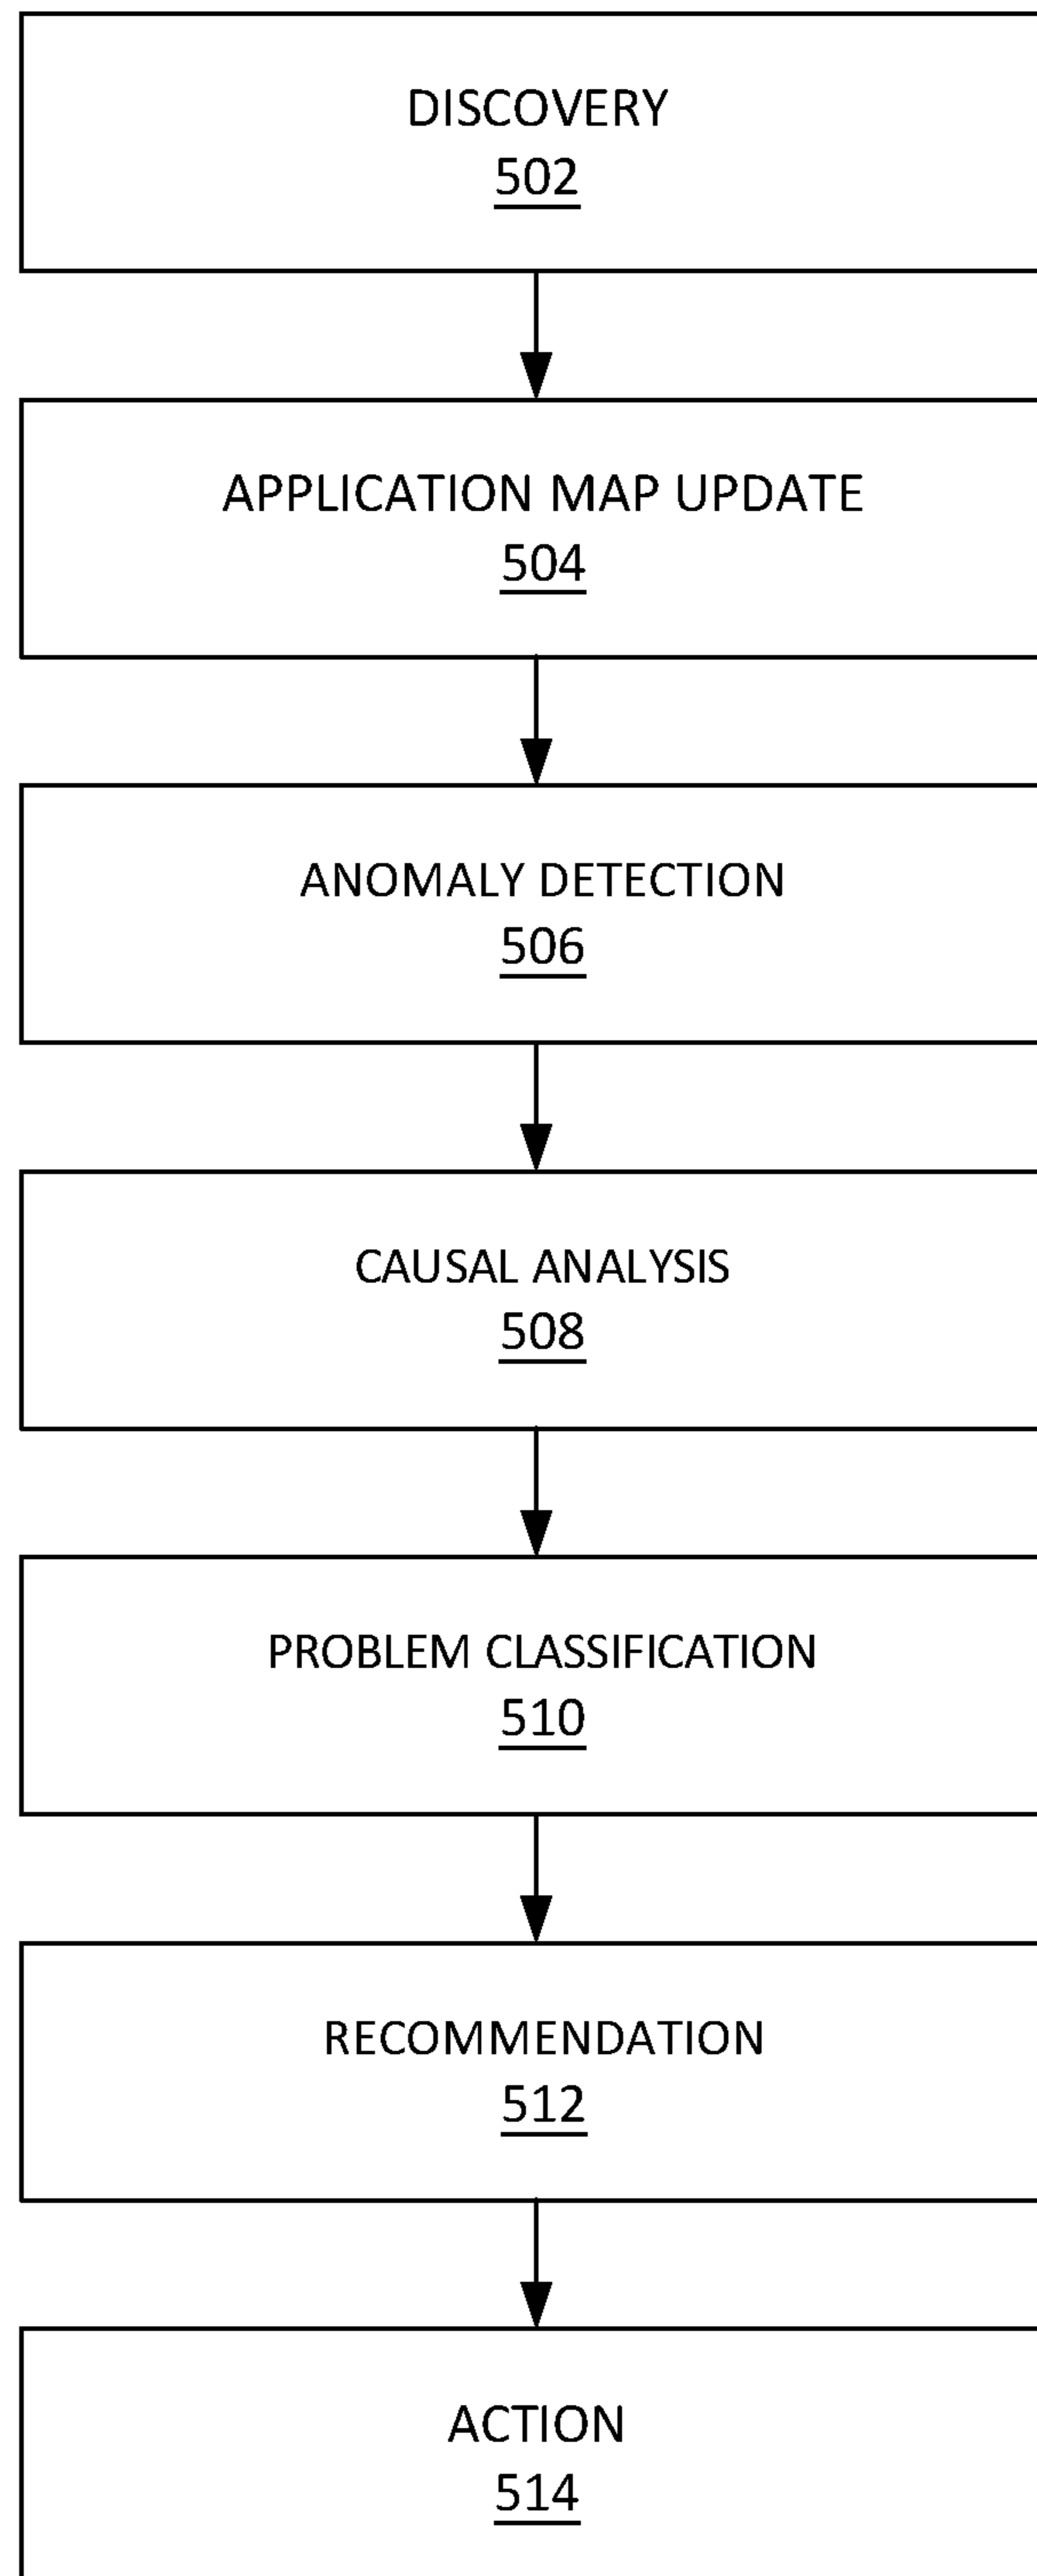 DISCOVERY
502
APPLICATION MAP UPDATE
504
ANOMALY DETECTION
506
CAUSAL ANALYSIS
508
PROBLEM CLASSIFICATION
510
RECOMMENDATION
512
ACTION
514